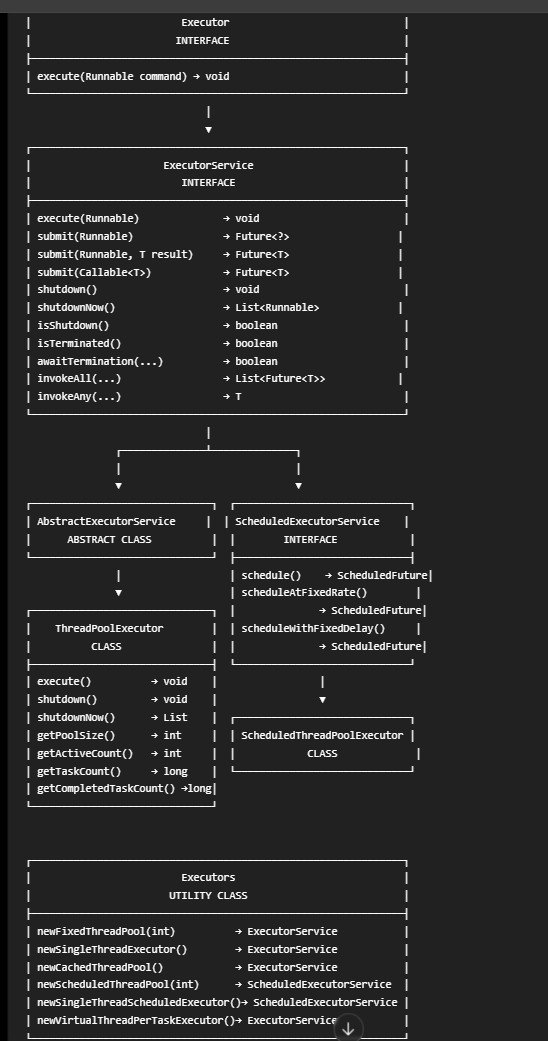 Executor
INTERFACE
execute(Runnable command) → void
ExecutorService
INTERFACE
execute(Runnable) → void
submit(Runnable) → Future<?>
submit(Runnable, T result) → Future<T>
submit(Callable<T>) → Future<T>
shutdown() → void
shutdownNow() → List<Runnable>
isShutdown() → boolean
isTerminated() → boolean
awaitTermination(...) → boolean
invokeAll(...) → List<Future<T>>
invokeAny(...) → T
AbstractExecutorService
ABSTRACT CLASS
ScheduledExecutorService
INTERFACE
schedule() → ScheduledFuture
scheduleAtFixedRate()
→ ScheduledFuture
scheduleWithFixedDelay()
→ ScheduledFuture
ThreadPoolExecutor
CLASS
execute() → void
shutdown() → void
shutdownNow() → List
getPoolSize() → int
getActiveCount() → int
getTaskCount() → long
getCompletedTaskCount() →long
ScheduledThreadPoolExecutor
CLASS
Executors
UTILITY CLASS
newFixedThreadPool(int) → ExecutorService
newSingleThreadExecutor() → ExecutorService
newCachedThreadPool() → ExecutorService
newScheduledThreadPool(int) → ScheduledExecutorService
newSingleThreadScheduledExecutor()→ ScheduledExecutorService
newVirtualThreadPerTaskExecutor()→ ExecutorService